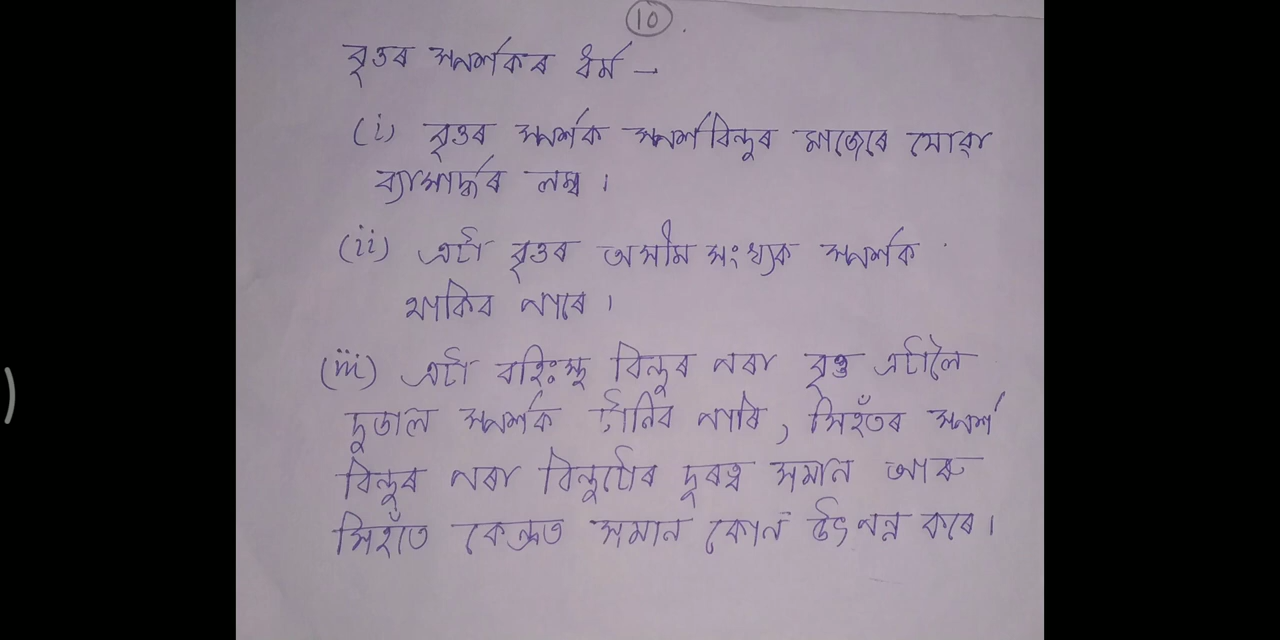 10
বৃত্তৰ স্পৰ্শকৰ ধৰ্ম –
(i) বৃত্তৰ স্পৰ্শক স্পৰ্শবিন্দুৰ মাজেৰে যোৱা
ব্যাসাৰ্দ্ধৰ লম্ব ।
(ii) এটা বৃত্তৰ অসীম সংখ্যক স্পৰ্শক
থাকিব পাৰে ।
(iii) এটা বহিঃস্থ বিন্দুৰ পৰা বৃত্ত এটালৈ
দুডাল স্পৰ্শক টানিব পাৰি, সিহঁতৰ স্পৰ্শ
বিন্দুৰ পৰা বিন্দুটোৰ দূৰত্ব সমান আৰু
সিহঁতে কেন্দ্ৰত সমান কোন উৎপন্ন কৰে ।